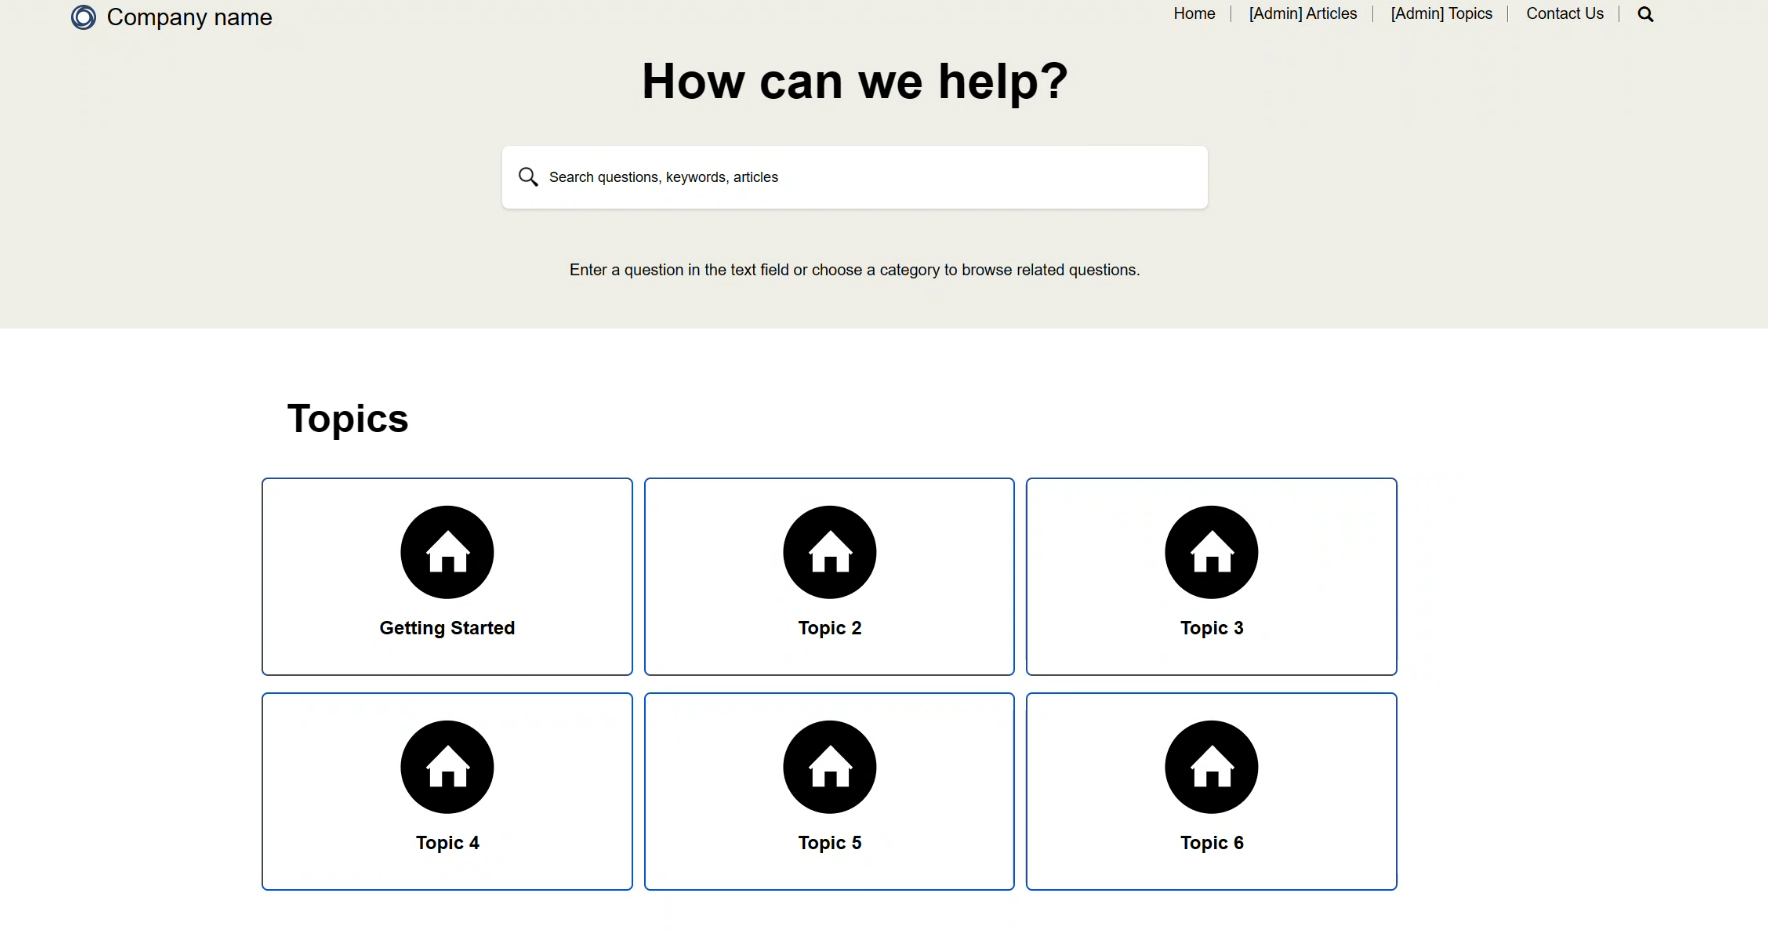 Company name
Home
[Admin] Articles
[Admin] Topics
Contact Us
How can we help?
Search questions, keywords, articles
Enter a question in the text field or choose a category to browse related questions.
Topics
Getting Started
Topic 2
Topic 3
Topic 4
Topic 5
Topic 6